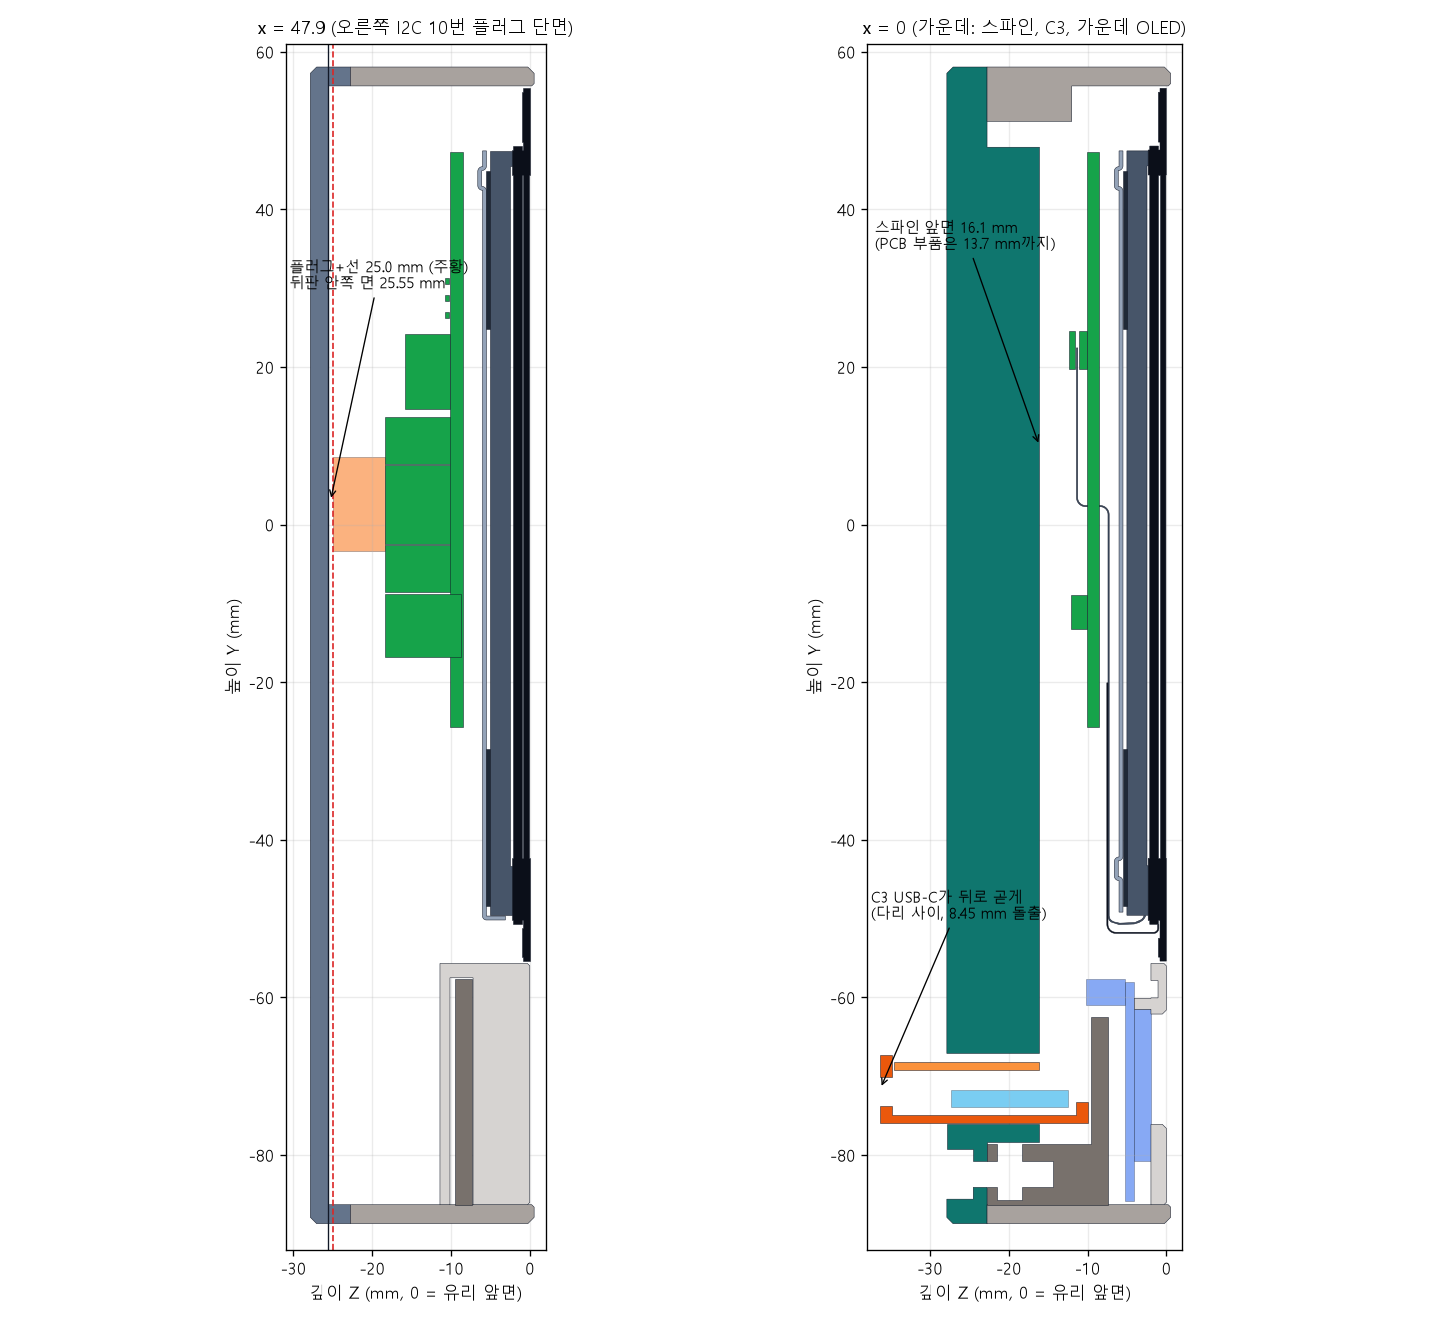 x = 47.9 (오른쪽 I2C 10번 플러그 단면)
60
40
20
0
-20
-40
-60
-80
높이 Y (mm)
플러그+선 25.0 mm (주황)
뒤판 안쪽 면 25.55 mm
-30
-20
-10
0
깊이 Z (mm, 0 = 유리 앞면)
x = 0 (가운데: 스파인, C3, 가운데 OLED)
60
40
20
0
-20
-40
-60
-80
높이 Y (mm)
스파인 앞면 16.1 mm
(PCB 부품은 13.7 mm까지)
C3 USB-C가 뒤로 곧게
(다리 사이, 8.45 mm 돌출)
-30
-20
-10
0
깊이 Z (mm, 0 = 유리 앞면)